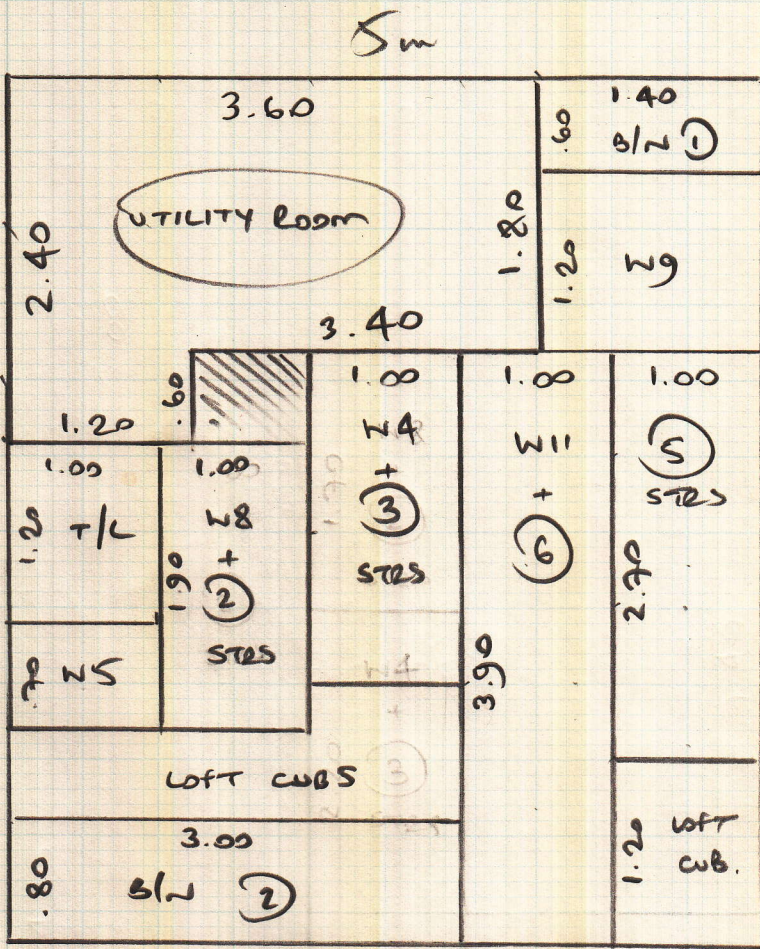 5m
3.60
1.40
.60
B/N 1
UTILITY ROOM
2.40
1.80
1.20
W9
3.40
1.00
1.00
1.00
.60
1.20
W4
+
3
STRS
W11
+
6
5
STRS
1.00
1.20
T/L
1.00
W8
+
2
STRS
1.90
2.70
.70
W5
3.90
W4
+
3
LOFT CUBS
3.00
.80
B/N 2
1.20
LOFT
CUB.